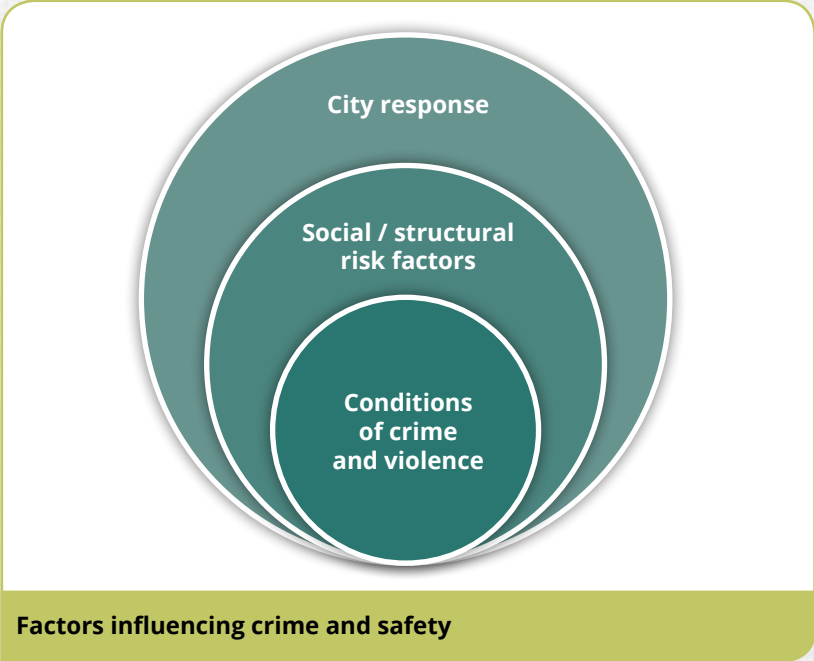 City response
Social / structural
risk factors
Conditions
of crime
and violence
Factors influencing crime and safety